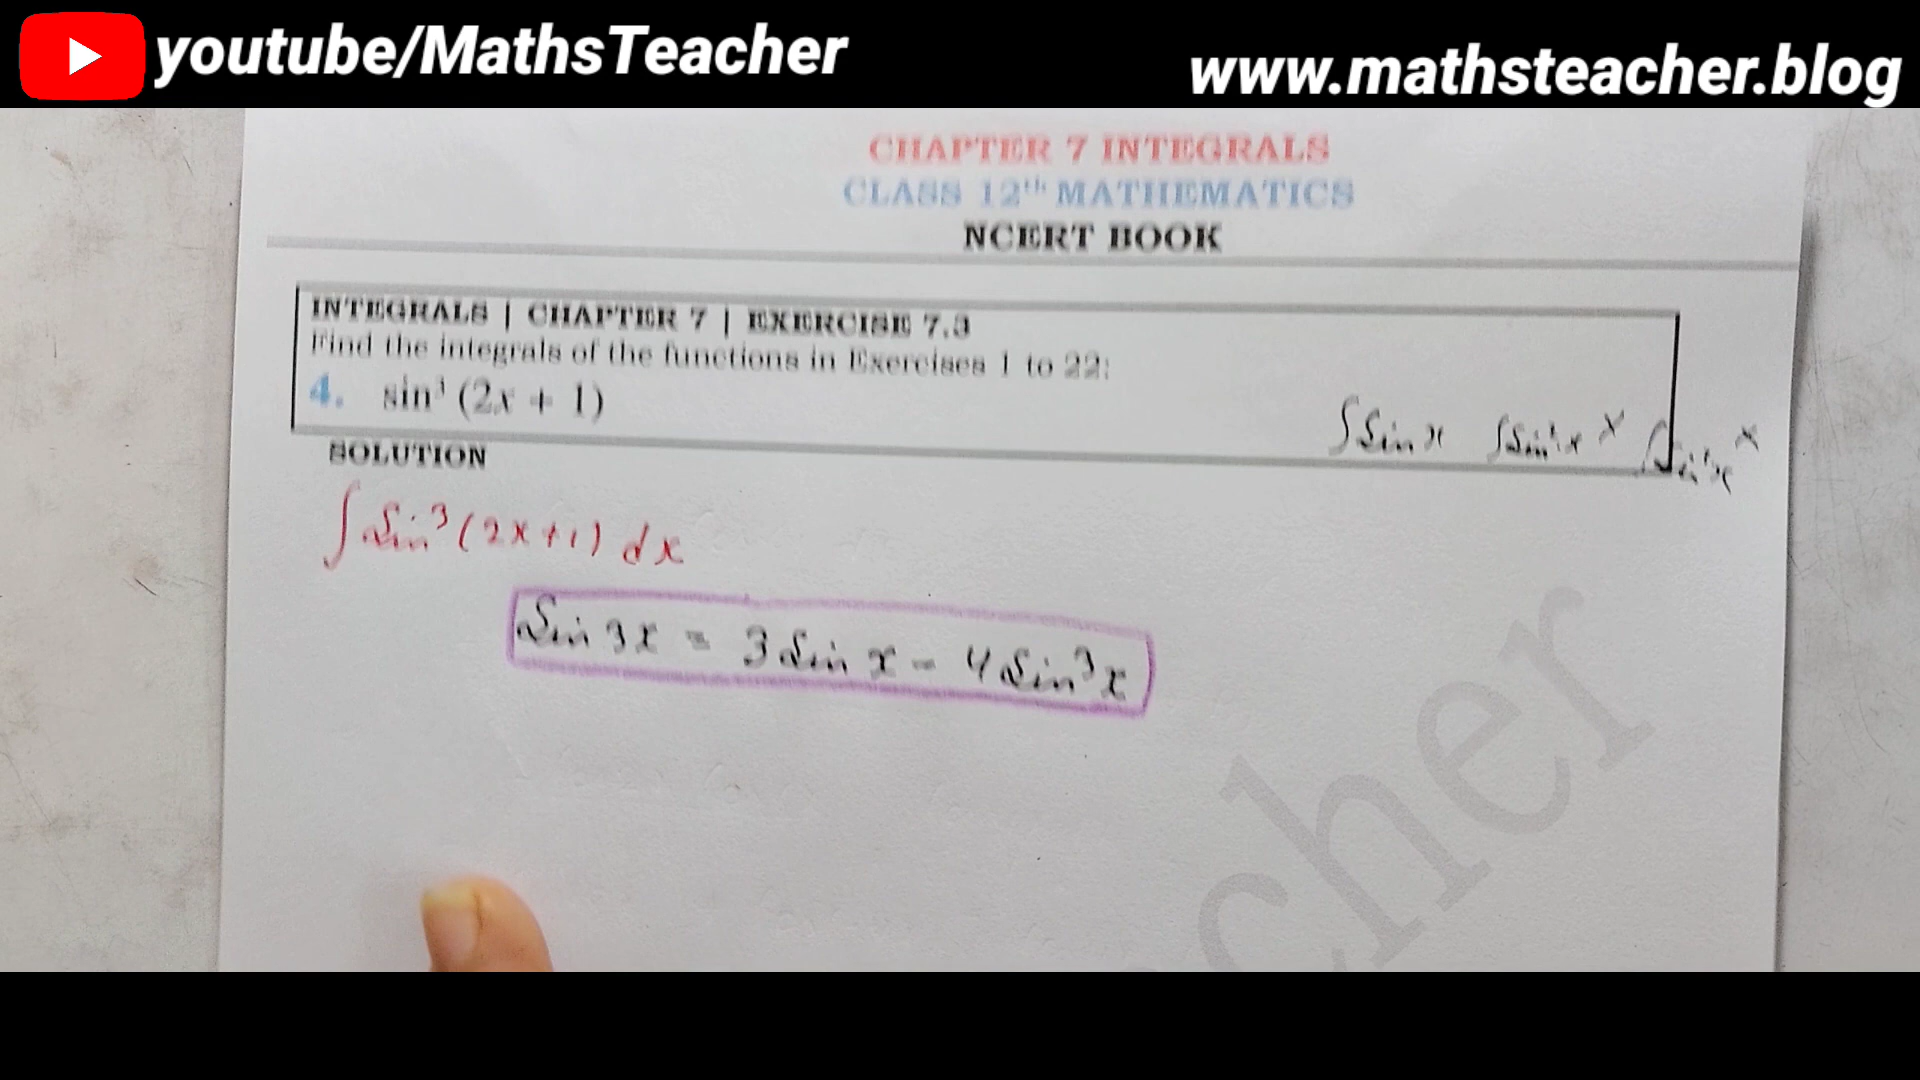 youtube/MathsTeacher
www.mathsteacher.blog
CHAPTER 7 INTEGRALS
CLASS 12th MATHEMATICS
NCERT BOOK
INTEGRALS | CHAPTER 7 | EXERCISE 7.3
Find the integrals of the functions in Exercises 1 to 22:
4. sin³ (2x + 1)
∫Sin x ∫Sin²x ×
SOLUTION
∫ Sin³(2x+1) dx
Sin 3x = 3 Sin x - 4 Sin³x
cher